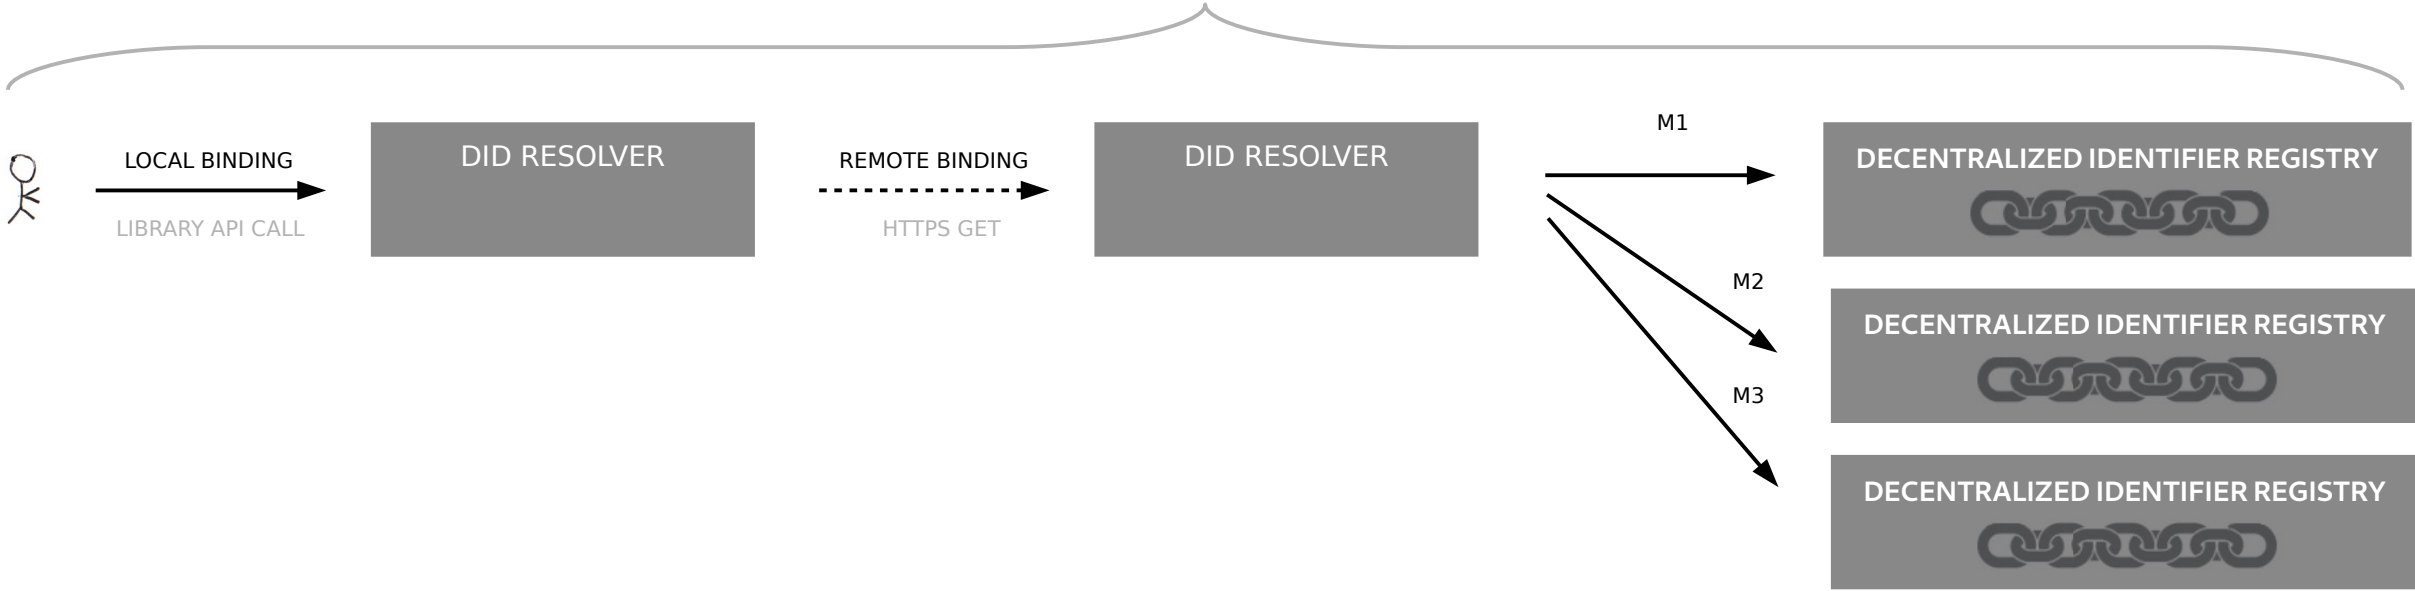 LOCAL BINDING
LIBRARY API CALL
DID RESOLVER
REMOTE BINDING
HTTPS GET
DID RESOLVER
M1
M2
M3
DECENTRALIZED IDENTIFIER REGISTRY
DECENTRALIZED IDENTIFIER REGISTRY
DECENTRALIZED IDENTIFIER REGISTRY